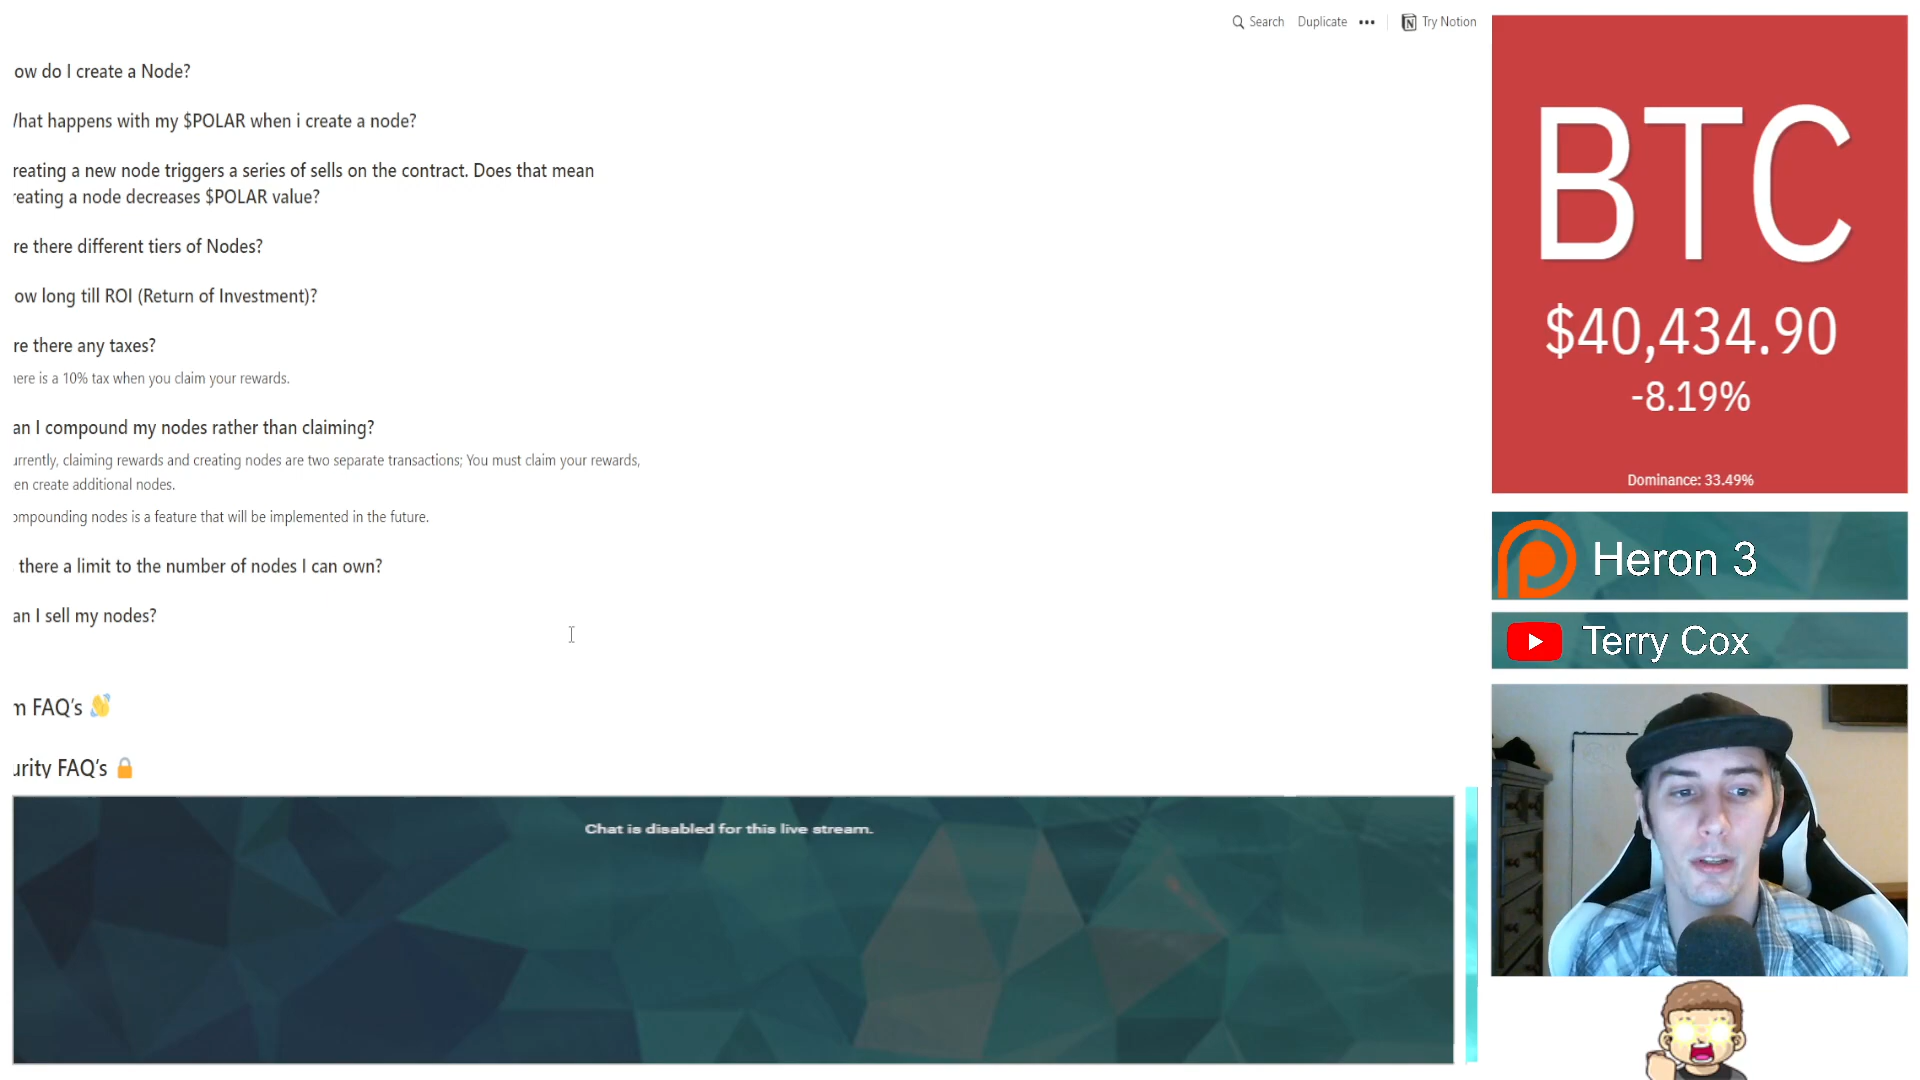 Search Duplicate ••• Try Notion
ow do I create a Node?
hat happens with my $POLAR when i create a node?
reating a new node triggers a series of sells on the contract. Does that mean
reating a node decreases $POLAR value?
re there different tiers of Nodes?
ow long till ROI (Return of Investment)?
re there any taxes?
here is a 10% tax when you claim your rewards.
an I compound my nodes rather than claiming?
urrently, claiming rewards and creating nodes are two separate transactions; You must claim your rewards,
en create additional nodes.
ompounding nodes is a feature that will be implemented in the future.
there a limit to the number of nodes I can own?
an I sell my nodes?
m FAQ's
urity FAQ's
Chat is disabled for this live stream.
BTC
$40,434.90
-8.19%
Dominance: 33.49%
Heron 3
Terry Cox